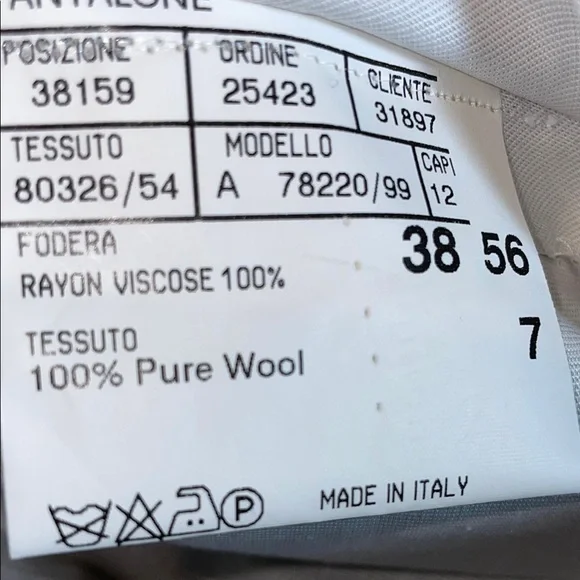 POSIZIONE ORDINE CLIENTE
38159 25423 31897
TESSUTO MODELLO CAPI
80326/54 A 78220/99 12
FODERA 38 56
RAYON VISCOSE 100%
7
TESSUTO
100% Pure Wool
P MADE IN ITALY